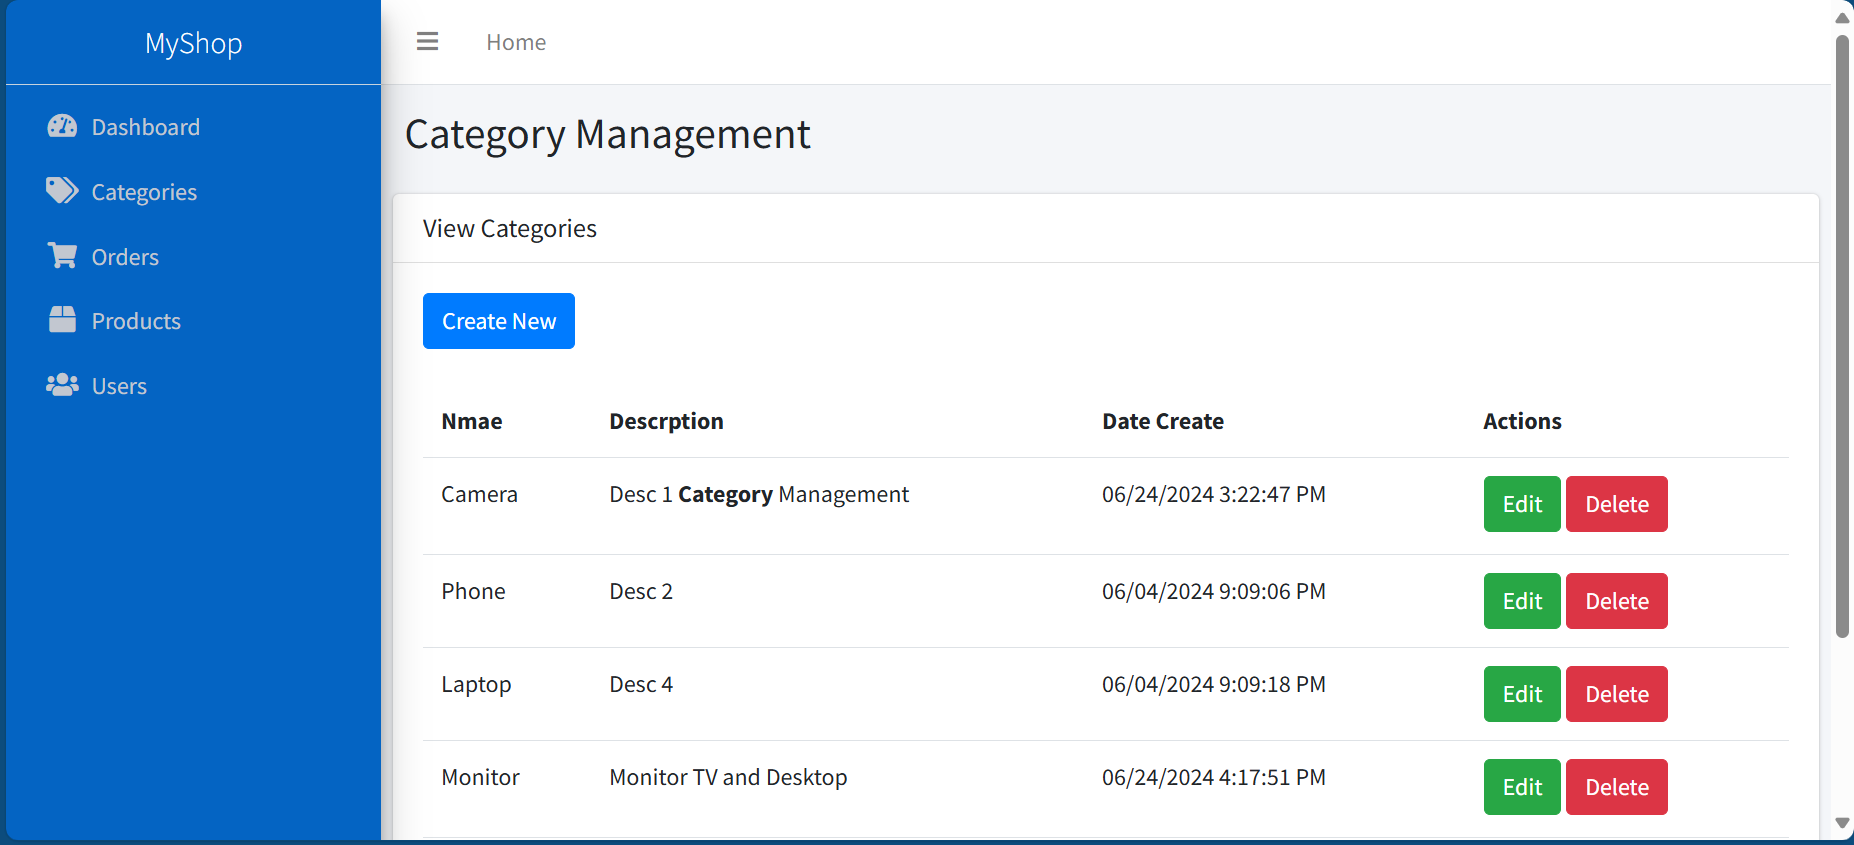 MyShop
Home
Dashboard
Categories
Orders
Products
Users
Category Management
View Categories
Create New
Nmae Descrption Date Create Actions
Camera Desc 1 Category Management 06/24/2024 3:22:47 PM Edit Delete
Phone Desc 2 06/04/2024 9:09:06 PM Edit Delete
Laptop Desc 4 06/04/2024 9:09:18 PM Edit Delete
Monitor Monitor TV and Desktop 06/24/2024 4:17:51 PM Edit Delete